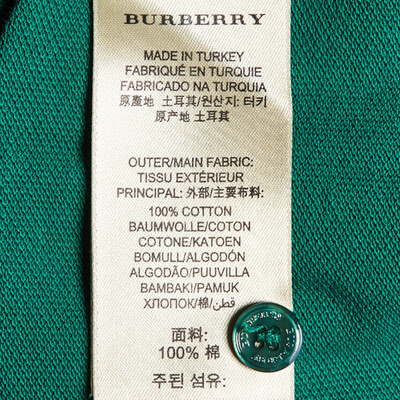 BURBERRY
MADE IN TURKEY
FABRIQUÉ EN TURQUIE
FABRICADO NA TURQUIA
原產地 土耳其/원산지: 터키
原产地 土耳其
OUTER/MAIN FABRIC:
TISSU EXTÉRIEUR
PRINCIPAL: 外部/主要布料:
100% COTTON
BAUMWOLLE/COTON
COTONE/KATOEN
BOMULL/ALGODÓN
ALGODÃO/PUUVILLA
BAMBAKI/PAMUK
ХЛОПОК/棉/قطن
面料:
100% 棉
주된 섬유: